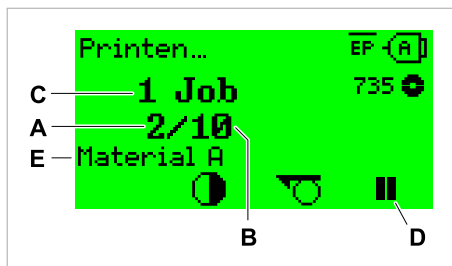 Printen... EP A
C 1 Job 735
A 2/10
E Material A
B D